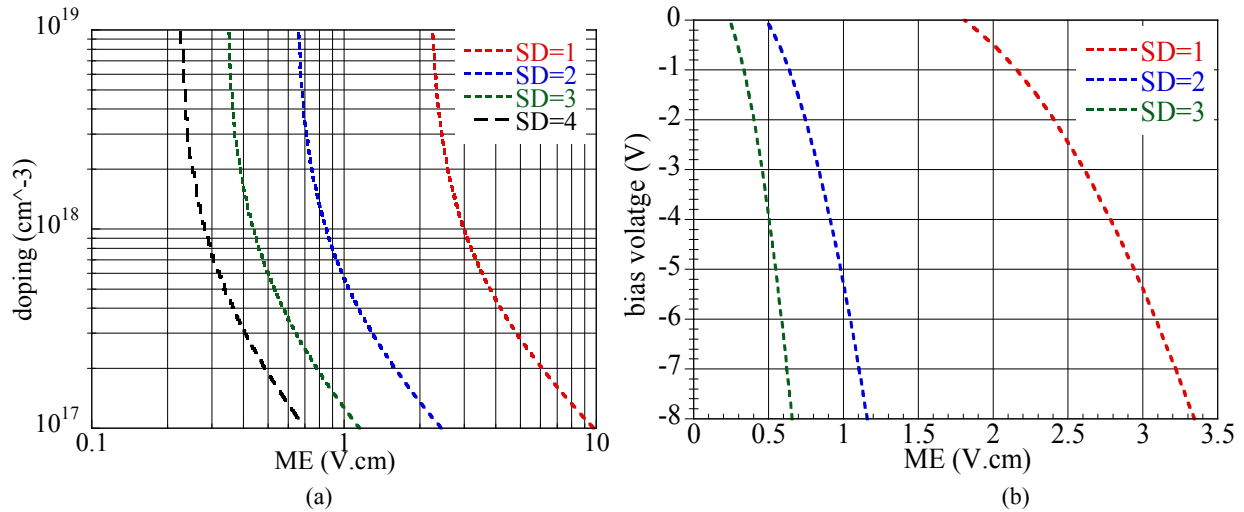 10^19
SD=1
SD=2
SD=3
SD=4
doping (cm^-3)
10^18
10^17
0.1
1
10
ME (V.cm)
(a)
0
-1
-2
-3
-4
-5
-6
-7
-8
bias volatge (V)
SD=1
SD=2
SD=3
0
0.5
1
1.5
2
2.5
3
3.5
ME (V.cm)
(b)